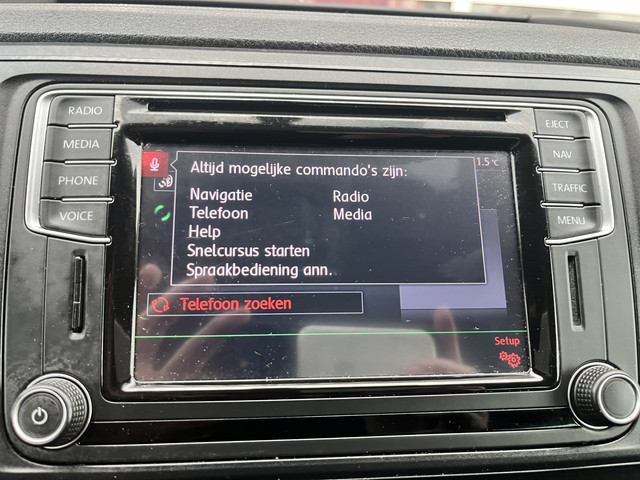 RADIO
MEDIA
PHONE
VOICE
EJECT
NAV
TRAFFIC
MENU
1.5 °C
Altijd mogelijke commando's zijn:
Navigatie Radio
Telefoon Media
Help
Snelcursus starten
Spraakbediening ann.
Telefoon zoeken
Setup